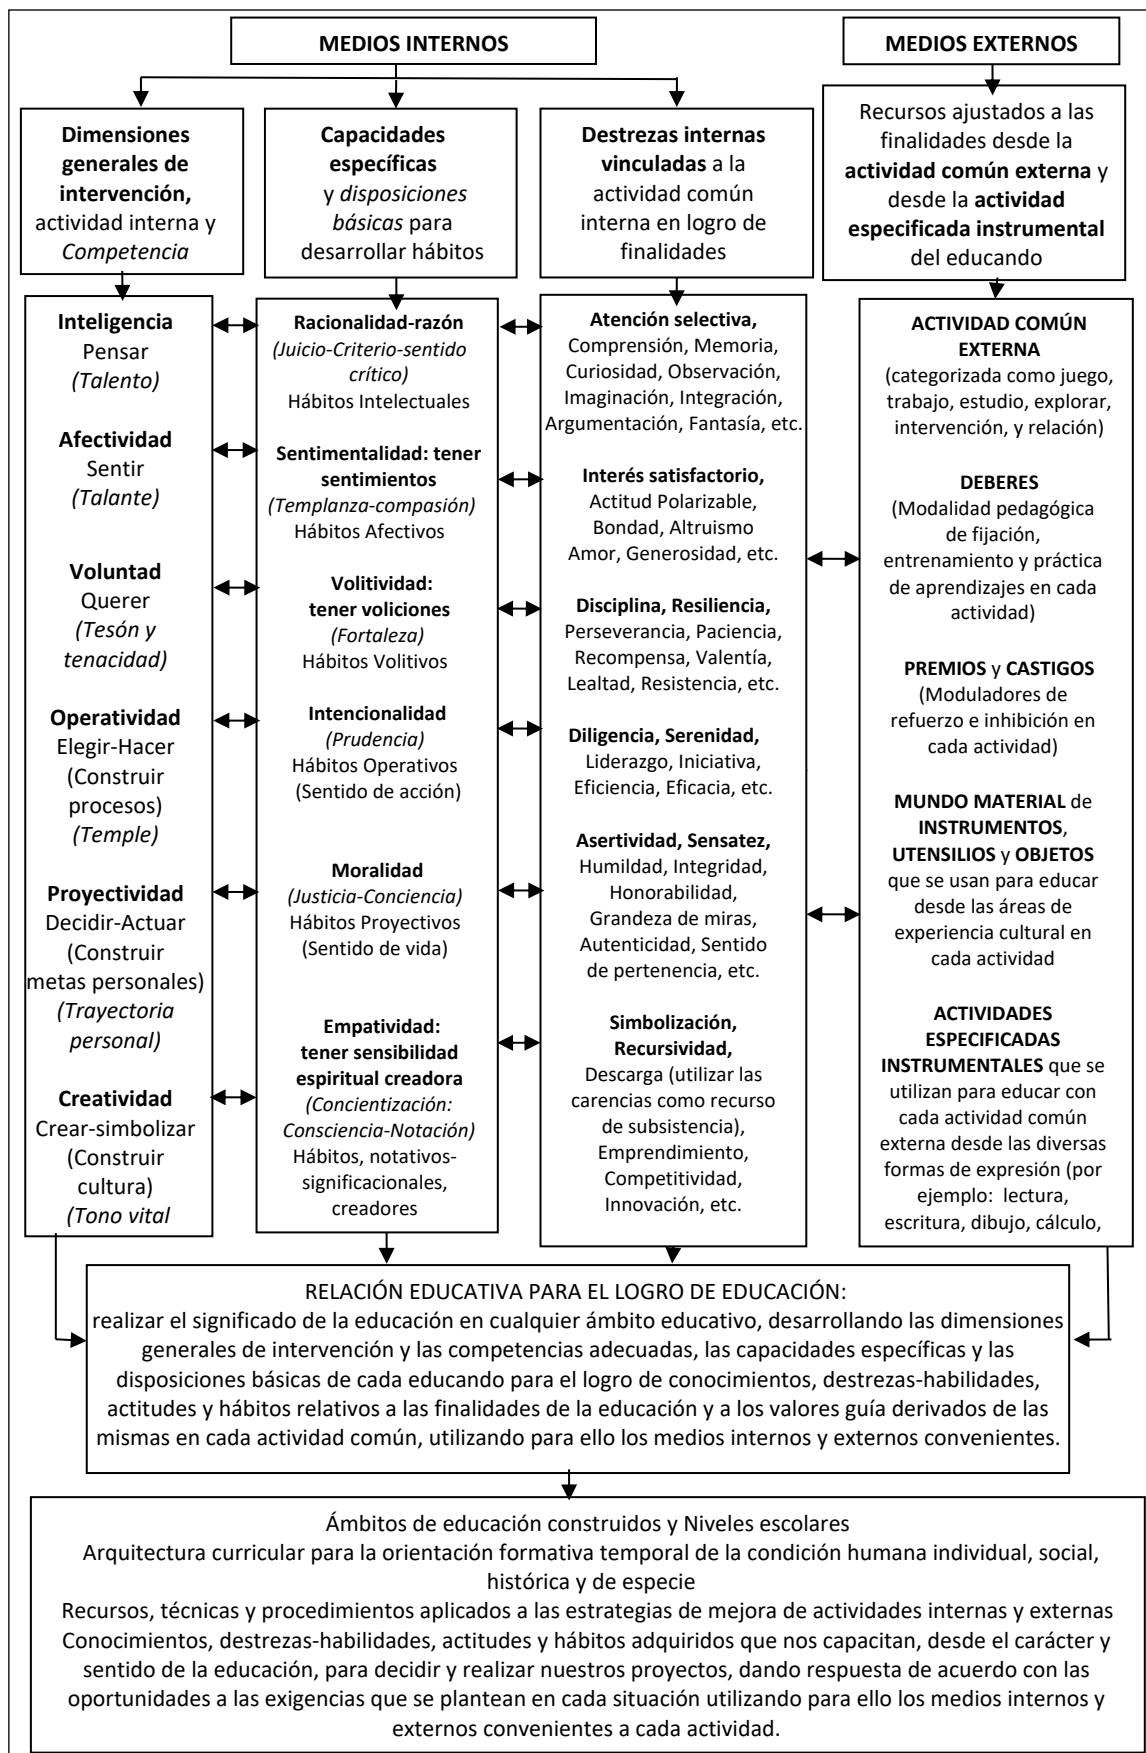 MEDIOS INTERNOS
MEDIOS EXTERNOS
Dimensiones
generales de
intervención,
actividad interna y
Competencia
Capacidades
específicas
y disposiciones
básicas para
desarrollar hábitos
Destrezas internas
vinculadas a la
actividad común
interna en logro de
finalidades
Recursos ajustados a las
finalidades desde la
actividad común externa y
desde la actividad
especificada instrumental
del educando
Inteligencia
Pensar
(Talento)
Afectividad
Sentir
(Talante)
Voluntad
Querer
(Tesón y
tenacidad)
Operatividad
Elegir-Hacer
(Construir
procesos)
(Temple)
Proyectividad
Decidir-Actuar
(Construir
metas personales)
(Trayectoria
personal)
Creatividad
Crear-simbolizar
(Construir
cultura)
(Tono vital
Racionalidad-razón
(Juicio-Criterio-sentido
crítico)
Hábitos Intelectuales
Sentimentalidad: tener
sentimientos
(Templanza-compasión)
Hábitos Afectivos
Volitividad:
tener voliciones
(Fortaleza)
Hábitos Volitivos
Intencionalidad
(Prudencia)
Hábitos Operativos
(Sentido de acción)
Moralidad
(Justicia-Conciencia)
Hábitos Proyectivos
(Sentido de vida)
Empatividad:
tener sensibilidad
espiritual creadora
(Concientización:
Consciencia-Notación)
Hábitos, notativos-
significacionales,
creadores
Atención selectiva,
Comprensión, Memoria,
Curiosidad, Observación,
Imaginación, Integración,
Argumentación, Fantasía, etc.
Interés satisfactorio,
Actitud Polarizable,
Bondad, Altruismo
Amor, Generosidad, etc.
Disciplina, Resiliencia,
Perseverancia, Paciencia,
Recompensa, Valentía,
Lealtad, Resistencia, etc.
Diligencia, Serenidad,
Liderazgo, Iniciativa,
Eficiencia, Eficacia, etc.
Asertividad, Sensatez,
Humildad, Integridad,
Honorabilidad,
Grandeza de miras,
Autenticidad, Sentido
de pertenencia, etc.
Simbolización,
Recursividad,
Descarga (utilizar las
carencias como recurso
de subsistencia),
Emprendimiento,
Competitividad,
Innovación, etc.
ACTIVIDAD COMÚN
EXTERNA
(categorizada como juego,
trabajo, estudio, explorar,
intervención, y relación)
DEBERES
(Modalidad pedagógica
de fijación,
entrenamiento y práctica
de aprendizajes en cada
actividad)
PREMIOS y CASTIGOS
(Moduladores de
refuerzo e inhibición en
cada actividad)
MUNDO MATERIAL de
INSTRUMENTOS,
UTENSILIOS y OBJETOS
que se usan para educar
desde las áreas de
experiencia cultural en
cada actividad
ACTIVIDADES
ESPECIFICADAS
INSTRUMENTALES que se
utilizan para educar con
cada actividad común
externa desde las diversas
formas de expresión (por
ejemplo: lectura,
escritura, dibujo, cálculo,
RELACIÓN EDUCATIVA PARA EL LOGRO DE EDUCACIÓN:
realizar el significado de la educación en cualquier ámbito educativo, desarrollando las dimensiones
generales de intervención y las competencias adecuadas, las capacidades específicas y las
disposiciones básicas de cada educando para el logro de conocimientos, destrezas-habilidades,
actitudes y hábitos relativos a las finalidades de la educación y a los valores guía derivados de las
mismas en cada actividad común, utilizando para ello los medios internos y externos convenientes.
Ámbitos de educación construidos y Niveles escolares
Arquitectura curricular para la orientación formativa temporal de la condición humana individual, social,
histórica y de especie
Recursos, técnicas y procedimientos aplicados a las estrategias de mejora de actividades internas y externas
Conocimientos, destrezas-habilidades, actitudes y hábitos adquiridos que nos capacitan, desde el carácter y
sentido de la educación, para decidir y realizar nuestros proyectos, dando respuesta de acuerdo con las
oportunidades a las exigencias que se plantean en cada situación utilizando para ello los medios internos y
externos convenientes a cada actividad.